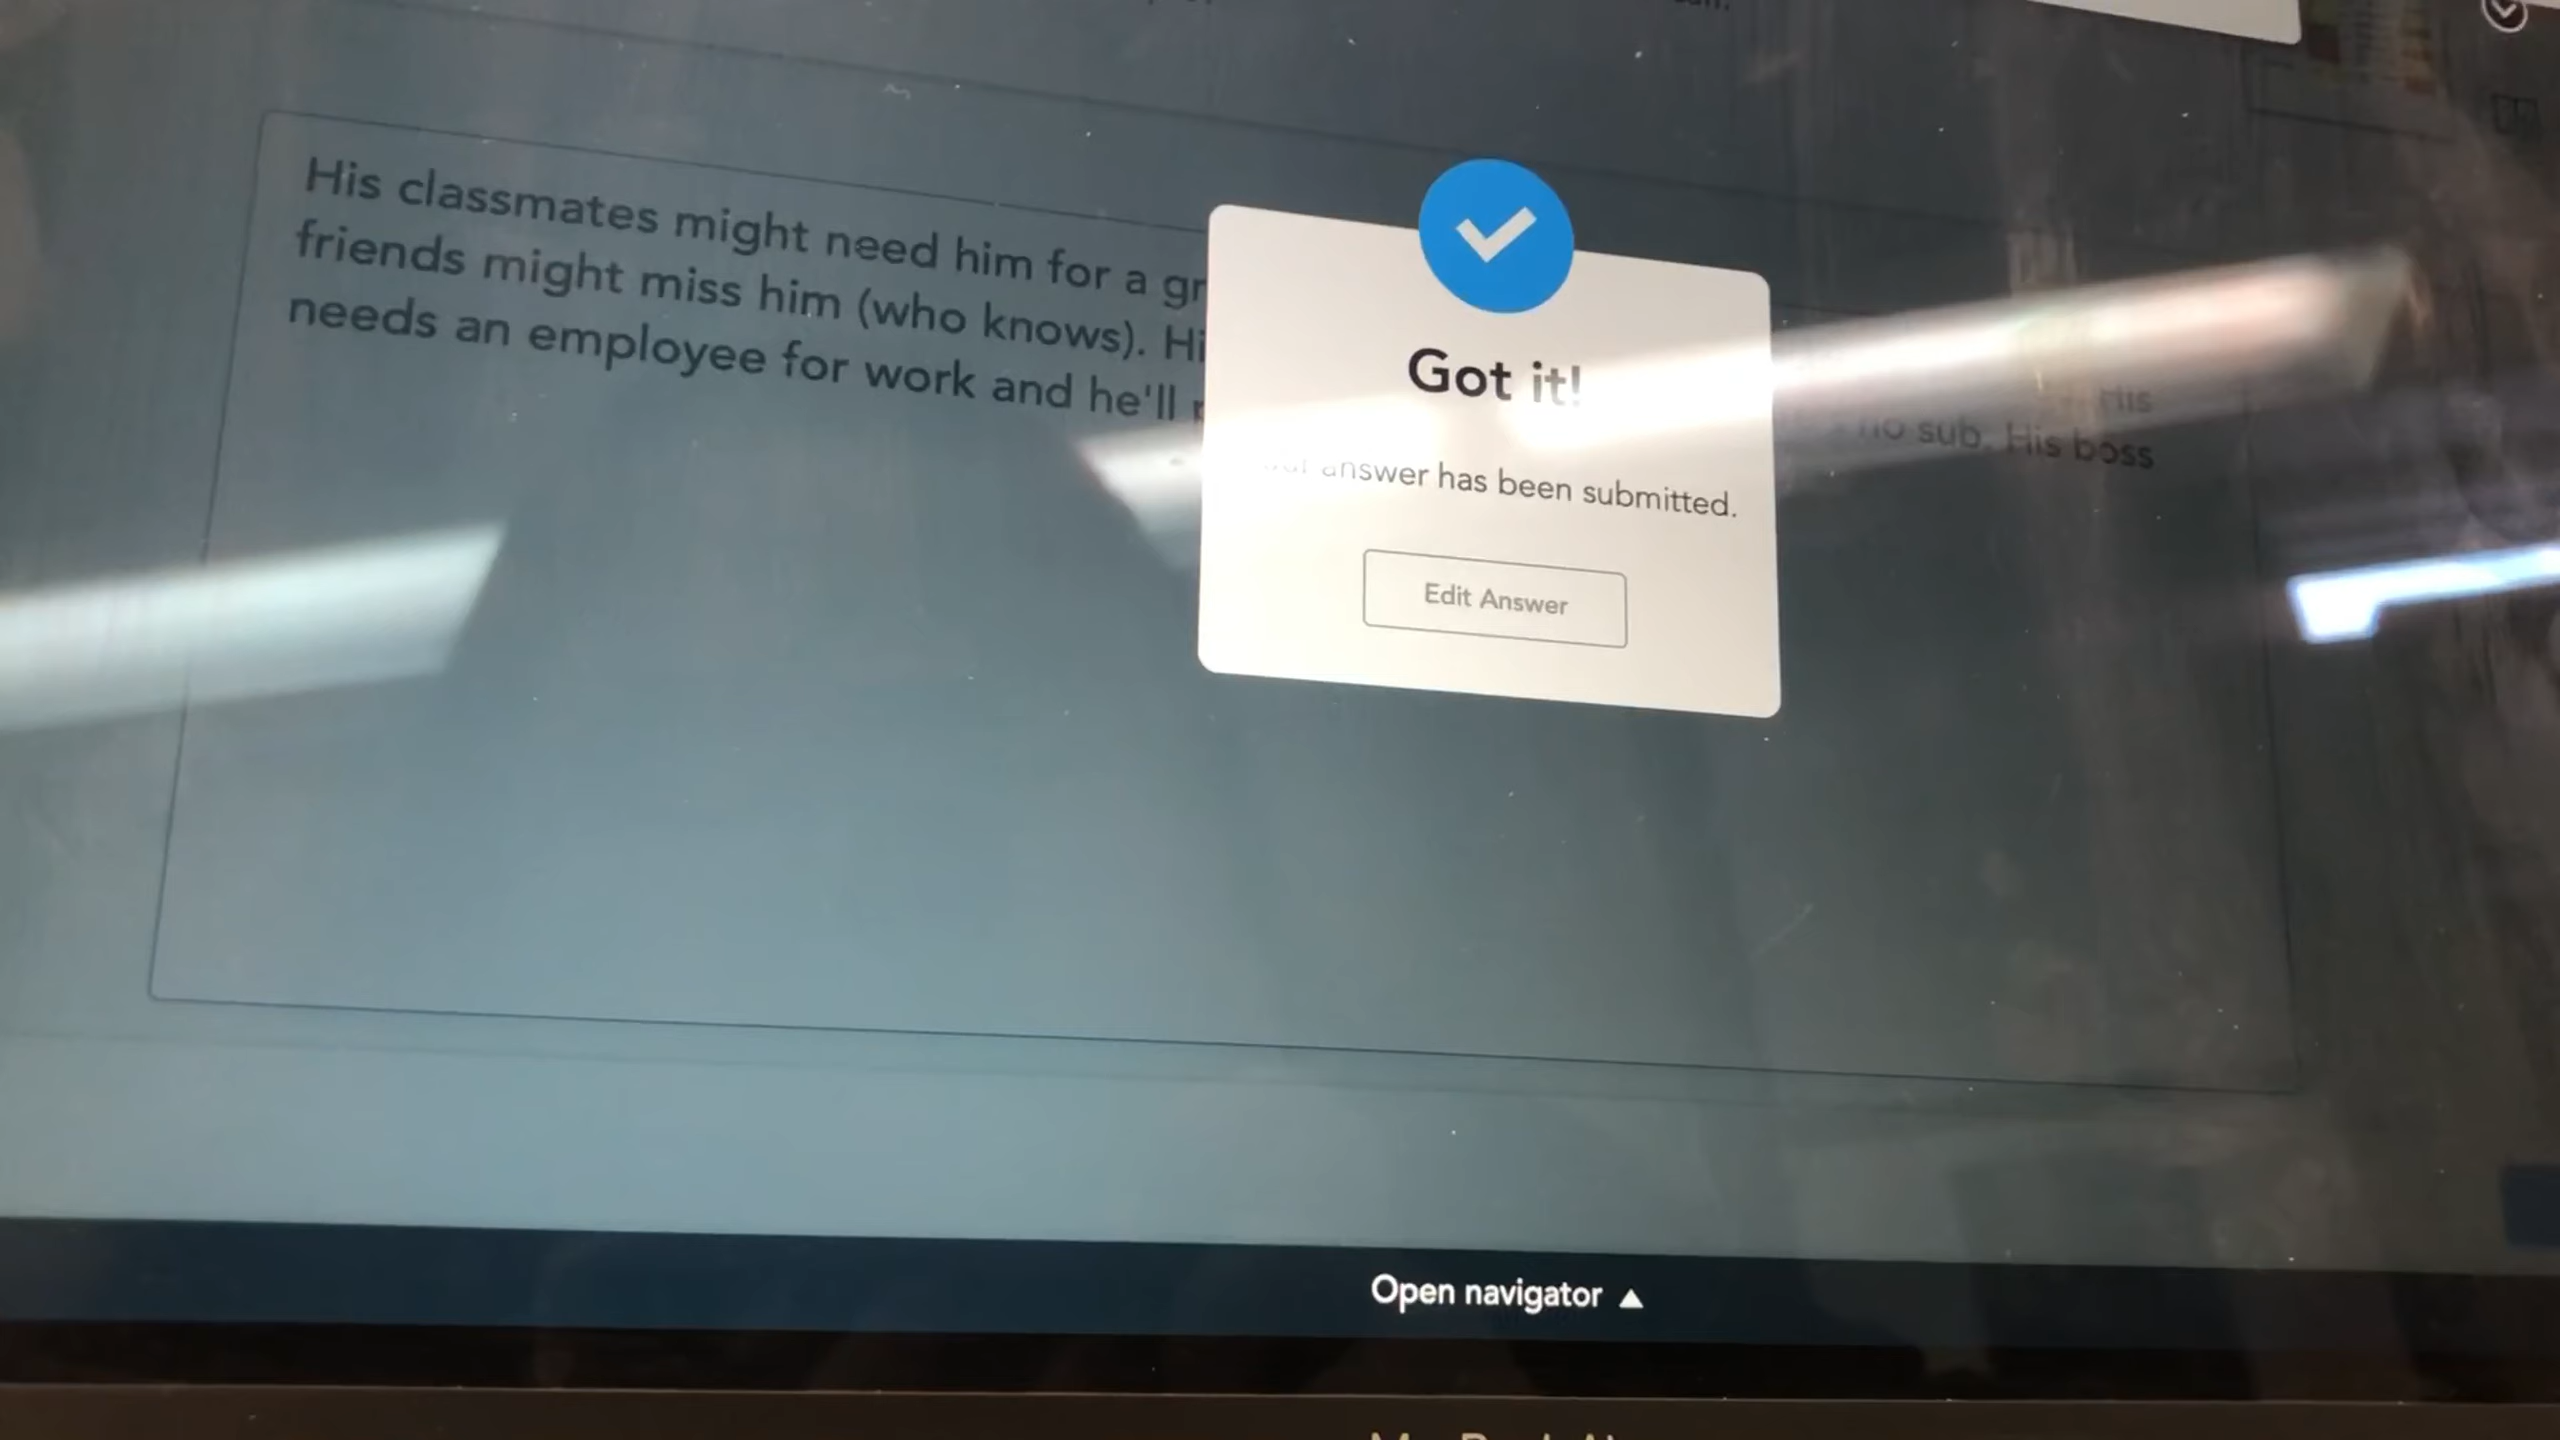 His classmates might need him for a gr
friends might miss him (who knows). Hi
His
needs an employee for work and he'll
no sub. His boss
Got it!
answer has been submitted.
Edit Answer
Open navigator ▲